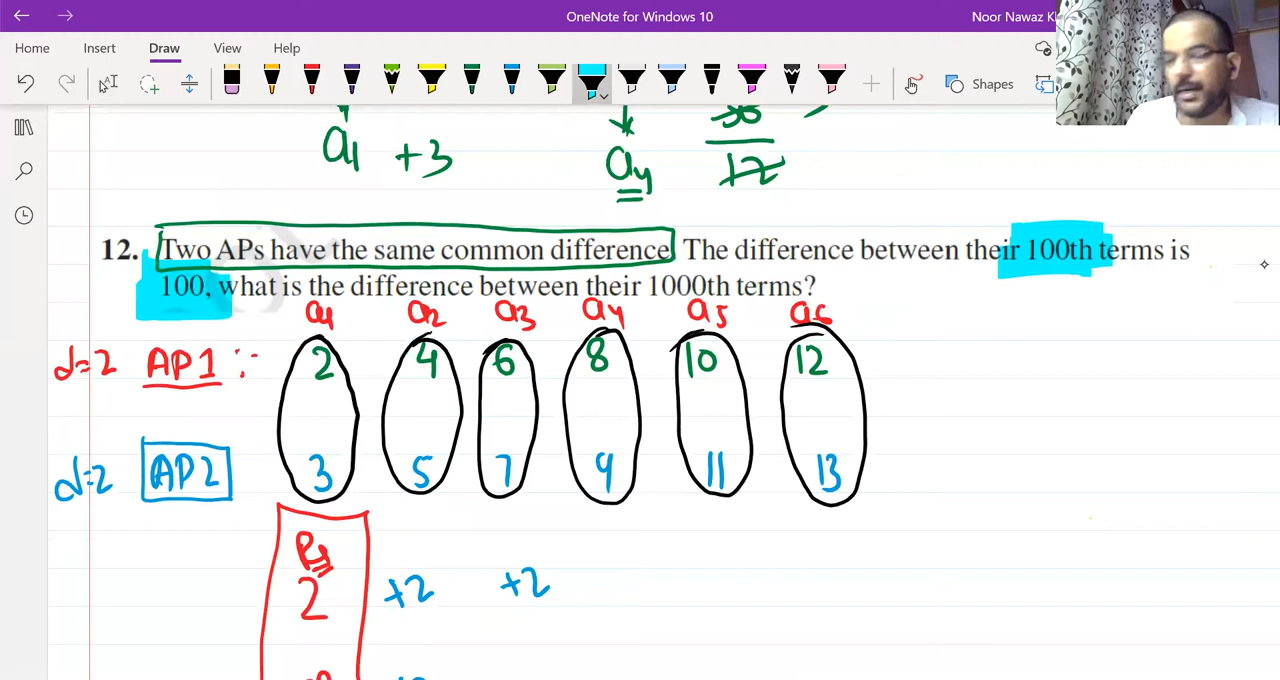 OneNote for Windows 10
Noor Nawaz K
Home Insert Draw View Help
Shapes
a1 +3
a4
36
12
12. Two APs have the same common difference. The difference between their 100th terms is
100, what is the difference between their 1000th terms?
a1 a2 a3 a4 a5 a6
d=2 AP1 : 2 4 6 8 10 12
d=2 AP2 3 5 7 9 11 13
2 +2 +2